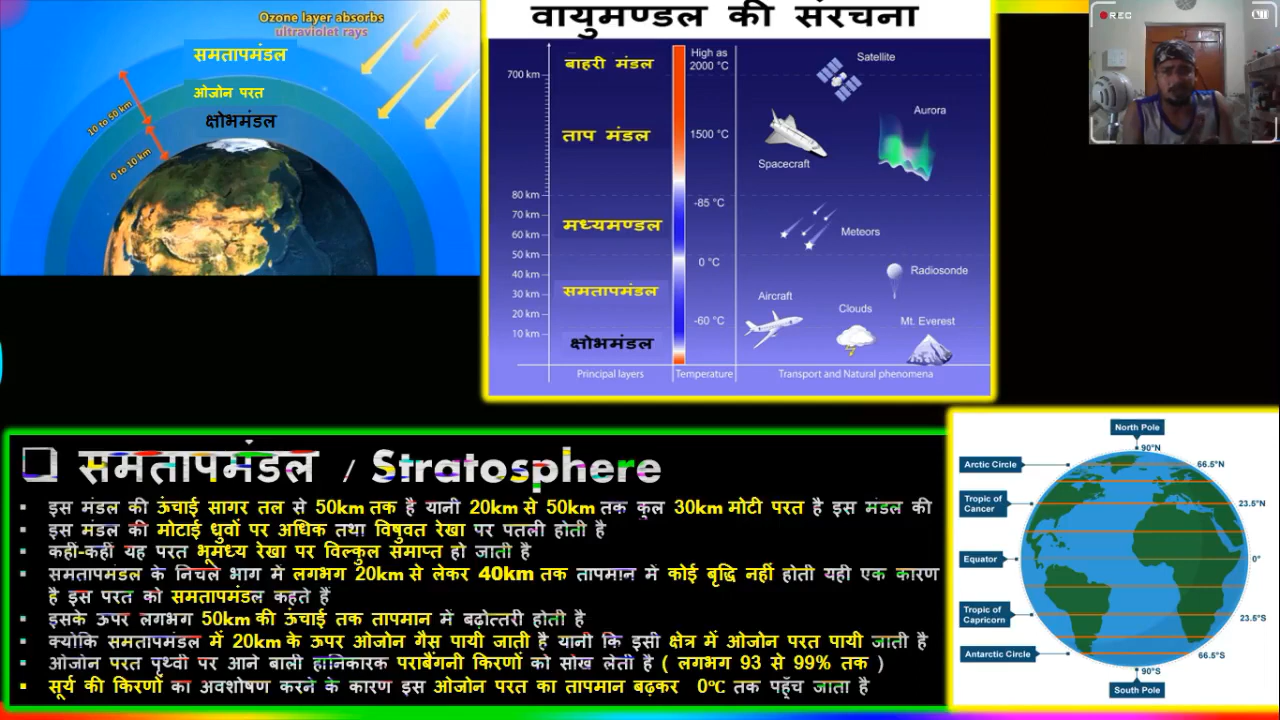 Ozone layer absorbs
ultraviolet rays
समतापमंडल
ओजोन परत
क्षोभमंडल
10 to 50 km
0 to 10 km
वायुमण्डल की संरचना
बाहरी मंडल
High as
2000 °C
Satellite
700 km
ताप मंडल
1500 °C
Aurora
Spacecraft
80 km
-85 °C
70 km
मध्यमण्डल
60 km
Meteors
50 km
0 °C
40 km
Radiosonde
30 km
समतापमंडल
Aircraft
20 km
-60 °C
Clouds
Mt. Everest
10 km
क्षोभमंडल
Principal layers
Temperature
Transport and Natural phenomena
REC
समतापमंडल / Stratosphere
▪ इस मंडल की ऊंचाई सागर तल से 50km तक है यानी 20km से 50km तक कुल 30km मोटी परत है इस मंडल की
▪ इस मंडल की मोटाई ध्रुवों पर अधिक तथा विषुवत रेखा पर पतली होती है
▪ कहीं-कहीं यह परत भूमध्य रेखा पर विल्कुल समाप्त हो जाती है
▪ समतापमंडल के निचले भाग में लगभग 20km से लेकर 40km तक तापमान में कोई बृद्धि नहीं होती यही एक कारण
है इस परत को समतापमंडल कहते हैं
▪ इसके ऊपर लगभग 50km की ऊंचाई तक तापमान में बढ़ोत्तरी होती है
▪ क्योकि समतापमंडल में 20km के ऊपर ओजोन गैस पायी जाती है यानी कि इसी क्षेत्र में ओजोन परत पायी जाती है
▪ ओजोन परत पृथ्वी पर आने बाली हानिकारक पराबैंगनी किरणों को सोख लेती है ( लगभग 93 से 99% तक )
▪ सूर्य की किरणों का अवशोषण करने के कारण इस ओजोन परत का तापमान बढ़कर 0℃ तक पहुँच जाता है
North Pole
90°N
Arctic Circle
66.5°N
Tropic of
Cancer
23.5°N
Equator
0°
Tropic of
Capricorn
23.5°S
Antarctic Circle
66.5°S
90°S
South Pole